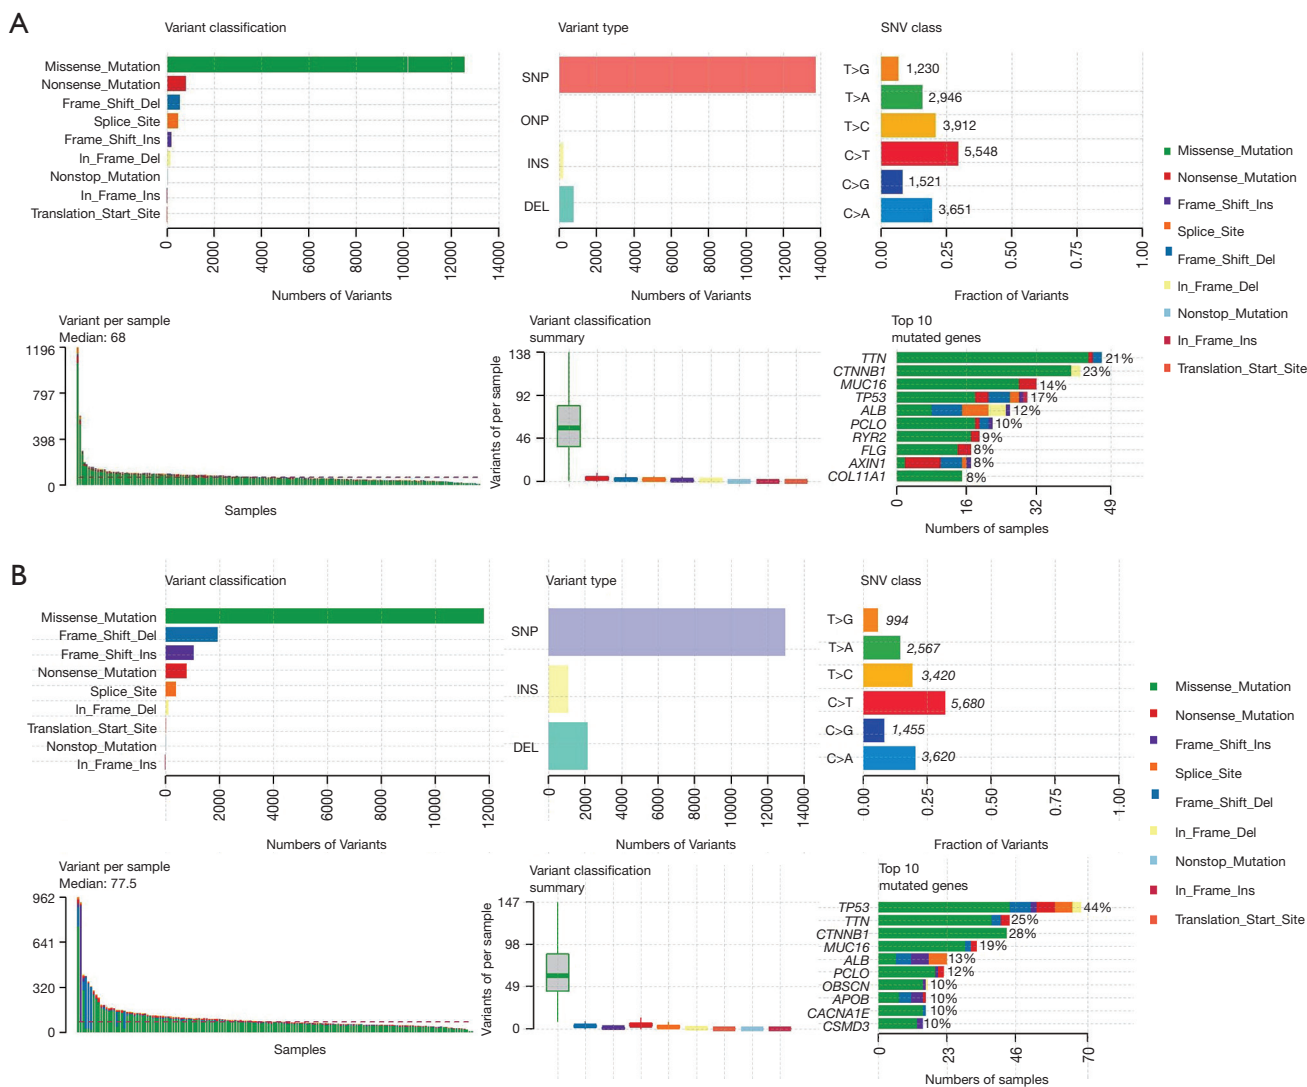 A
Variant classification
Missense_Mutation
Nonsense_Mutation
Frame_Shift_Del
Splice_Site
Frame_Shift_Ins
In_Frame_Del
Nonstop_Mutation
In_Frame_Ins
Translation_Start_Site
0
2000
4000
6000
8000
10000
12000
14000
Numbers of Variants
Variant type
SNP
ONP
INS
DEL
0
2000
4000
6000
8000
10000
12000
14000
Numbers of Variants
SNV class
T>G 1,230
T>A 2,946
T>C 3,912
C>T 5,548
C>G 1,521
C>A 3,651
0.00
0.25
0.50
0.75
1.00
Fraction of Variants
Missense_Mutation
Nonsense_Mutation
Frame_Shift_Ins
Splice_Site
Frame_Shift_Del
In_Frame_Del
Nonstop_Mutation
In_Frame_Ins
Translation_Start_Site
Variant per sample
Median: 68
1196
797
398
0
Samples
Variant classification
summary
Variants of per sample
138
92
46
0
Top 10
mutated genes
TTN 21%
CTNNB1 23%
MUC16 14%
TP53 17%
ALB 12%
PCLO 10%
RYR2 9%
FLG 8%
AXIN1 8%
COL11A1 8%
0
16
32
49
Numbers of samples
B
Variant classification
Missense_Mutation
Frame_Shift_Del
Frame_Shift_Ins
Nonsense_Mutation
Splice_Site
In_Frame_Del
Translation_Start_Site
Nonstop_Mutation
In_Frame_Ins
0
2000
4000
6000
8000
10000
12000
Numbers of Variants
Variant type
SNP
INS
DEL
0
2000
4000
6000
8000
10000
12000
14000
Numbers of Variants
SNV class
T>G 994
T>A 2,567
T>C 3,420
C>T 5,680
C>G 1,455
C>A 3,620
0.00
0.25
0.50
0.75
1.00
Fraction of Variants
Missense_Mutation
Nonsense_Mutation
Frame_Shift_Ins
Splice_Site
Frame_Shift_Del
In_Frame_Del
Nonstop_Mutation
In_Frame_Ins
Translation_Start_Site
Variant per sample
Median: 77.5
962
641
320
0
Samples
Variant classification
summary
Variants of per sample
147
98
49
0
Top 10
mutated genes
TP53 44%
TTN 25%
CTNNB1 28%
MUC16 19%
ALB 13%
PCLO 12%
OBSCN 10%
APOB 10%
CACNA1E 10%
CSMD3 10%
0
23
46
70
Numbers of samples